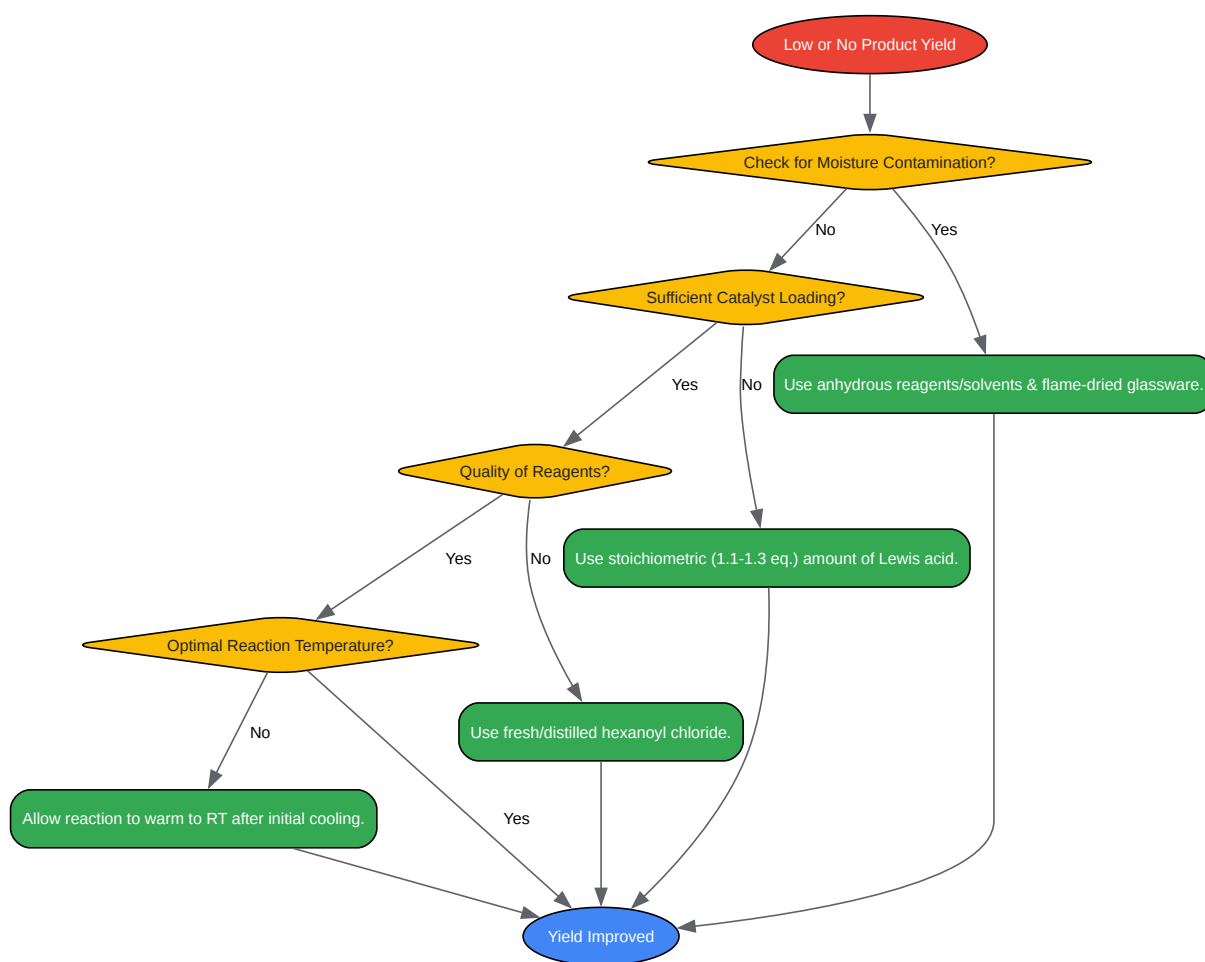 Low or No Product Yield
Check for Moisture Contamination?
No
Yes
Sufficient Catalyst Loading?
Yes
No
Use anhydrous reagents/solvents & flame-dried glassware.
Quality of Reagents?
Yes
No
Use stoichiometric (1.1-1.3 eq.) amount of Lewis acid.
Optimal Reaction Temperature?
No
Use fresh/distilled hexanoyl chloride.
Allow reaction to warm to RT after initial cooling.
Yes
Yield Improved